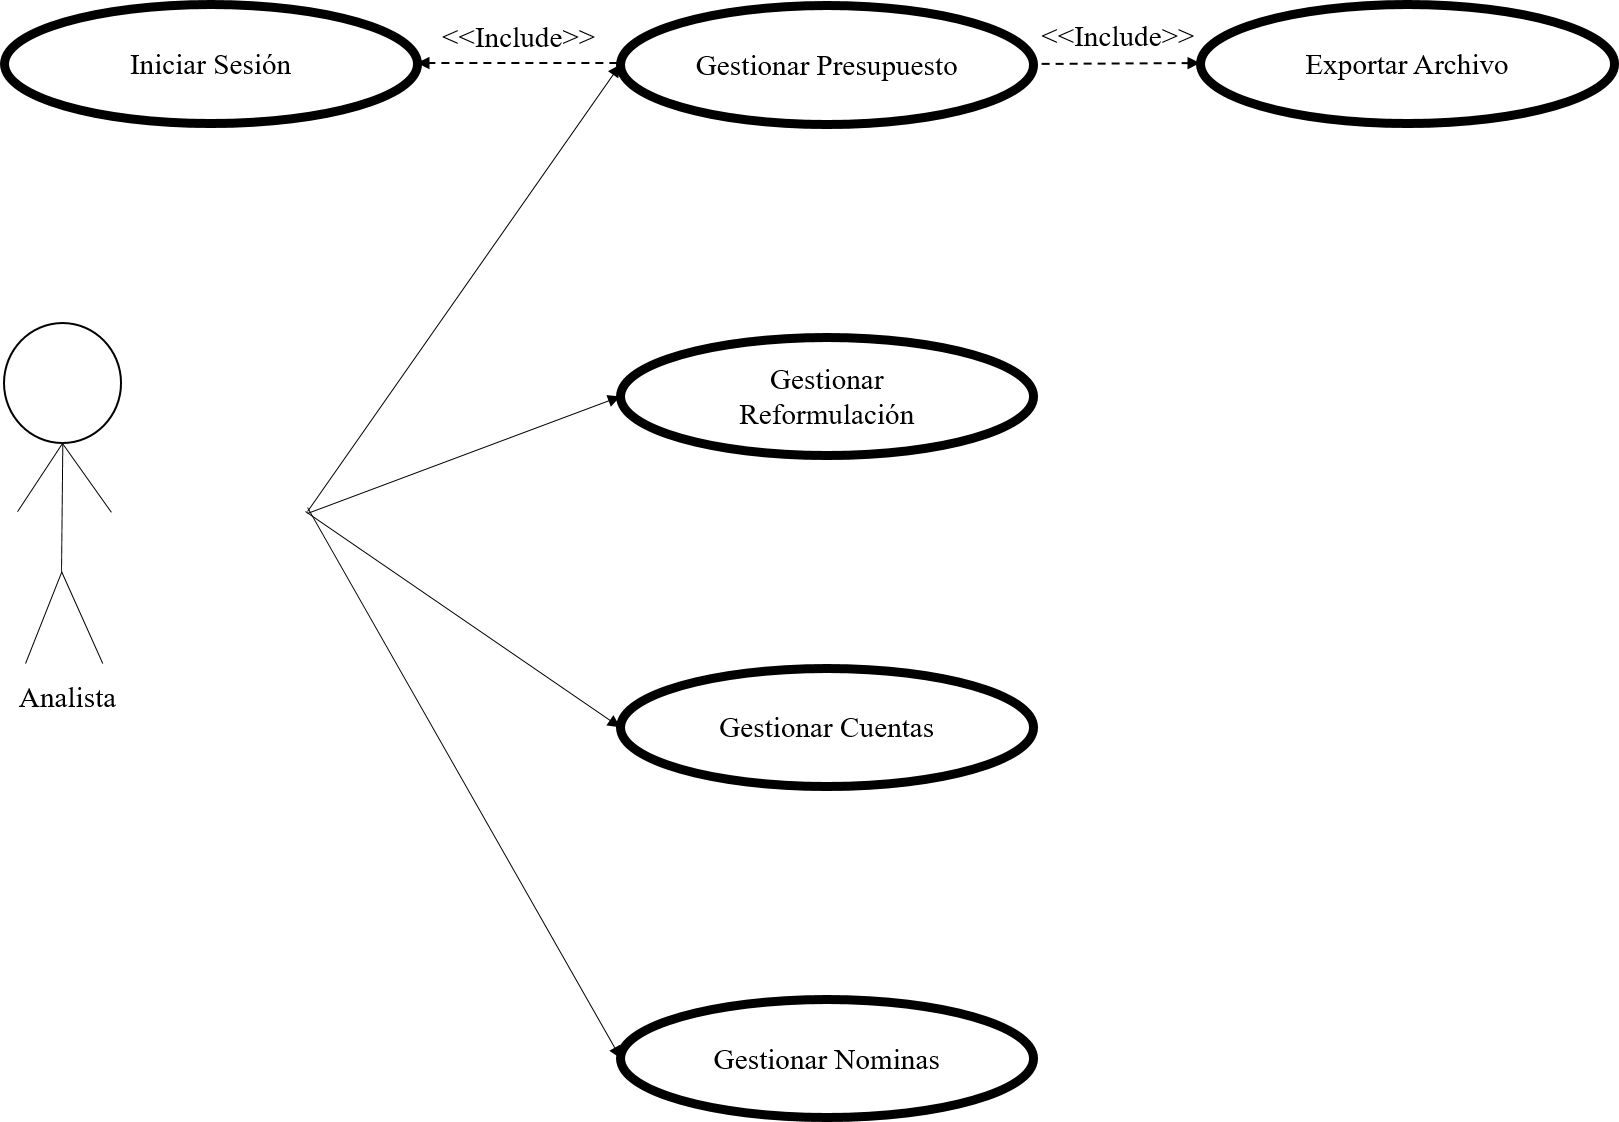 Iniciar Sesión
<<Include>>
Gestionar Presupuesto
<<Include>>
Exportar Archivo
Gestionar
Reformulación
Analista
Gestionar Cuentas
Gestionar Nominas